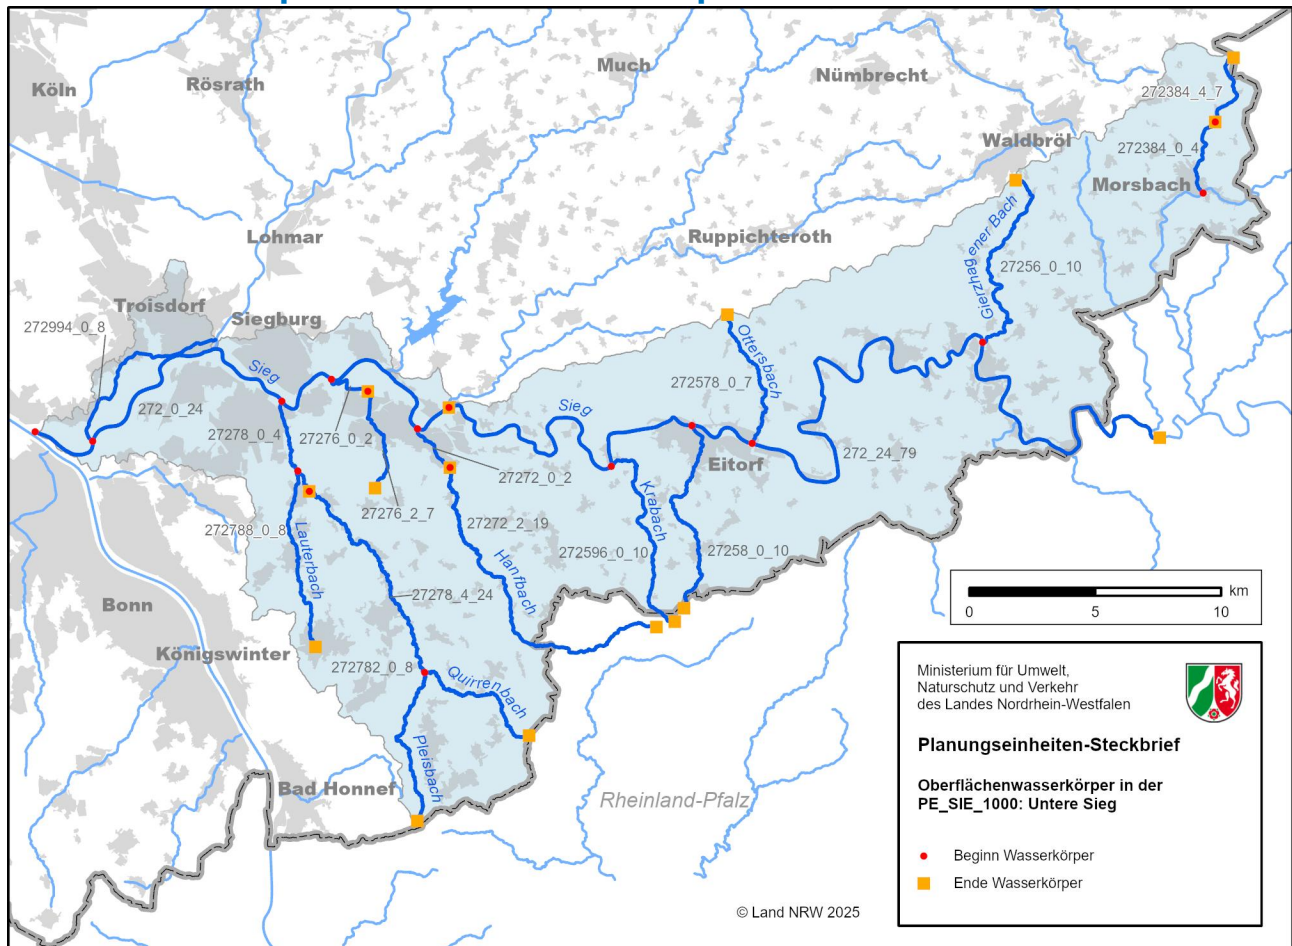 Köln
Rösrath
Much
Nümbrecht
272384_4_7
Waldbröl
272384_0_4
Morsbach
Lohmar
Ruppichteroth
Gierzhagener Bach
27256_0_10
Troisdorf
Siegburg
272994_0_8
Sieg
Ottersbach
272578_0_7
272_0_24
27278_0_4
27276_0_2
Sieg
Eitorf
272_24_79
27272_0_2
27276_2_7
272788_0_8
Lauterbach
27272_2_19
Krabach
272596_0_10
27258_0_10
Hanfbach
27278_4_24
Bonn
Königswinter
272782_0_8
Quirrenbach
Pleisbach
Bad Honnef
Rheinland-Pfalz
km
0
5
10
Ministerium für Umwelt,
Naturschutz und Verkehr
des Landes Nordrhein-Westfalen
Planungseinheiten-Steckbrief
Oberflächenwasserkörper in der
PE_SIE_1000: Untere Sieg
Beginn Wasserkörper
Ende Wasserkörper
© Land NRW 2025